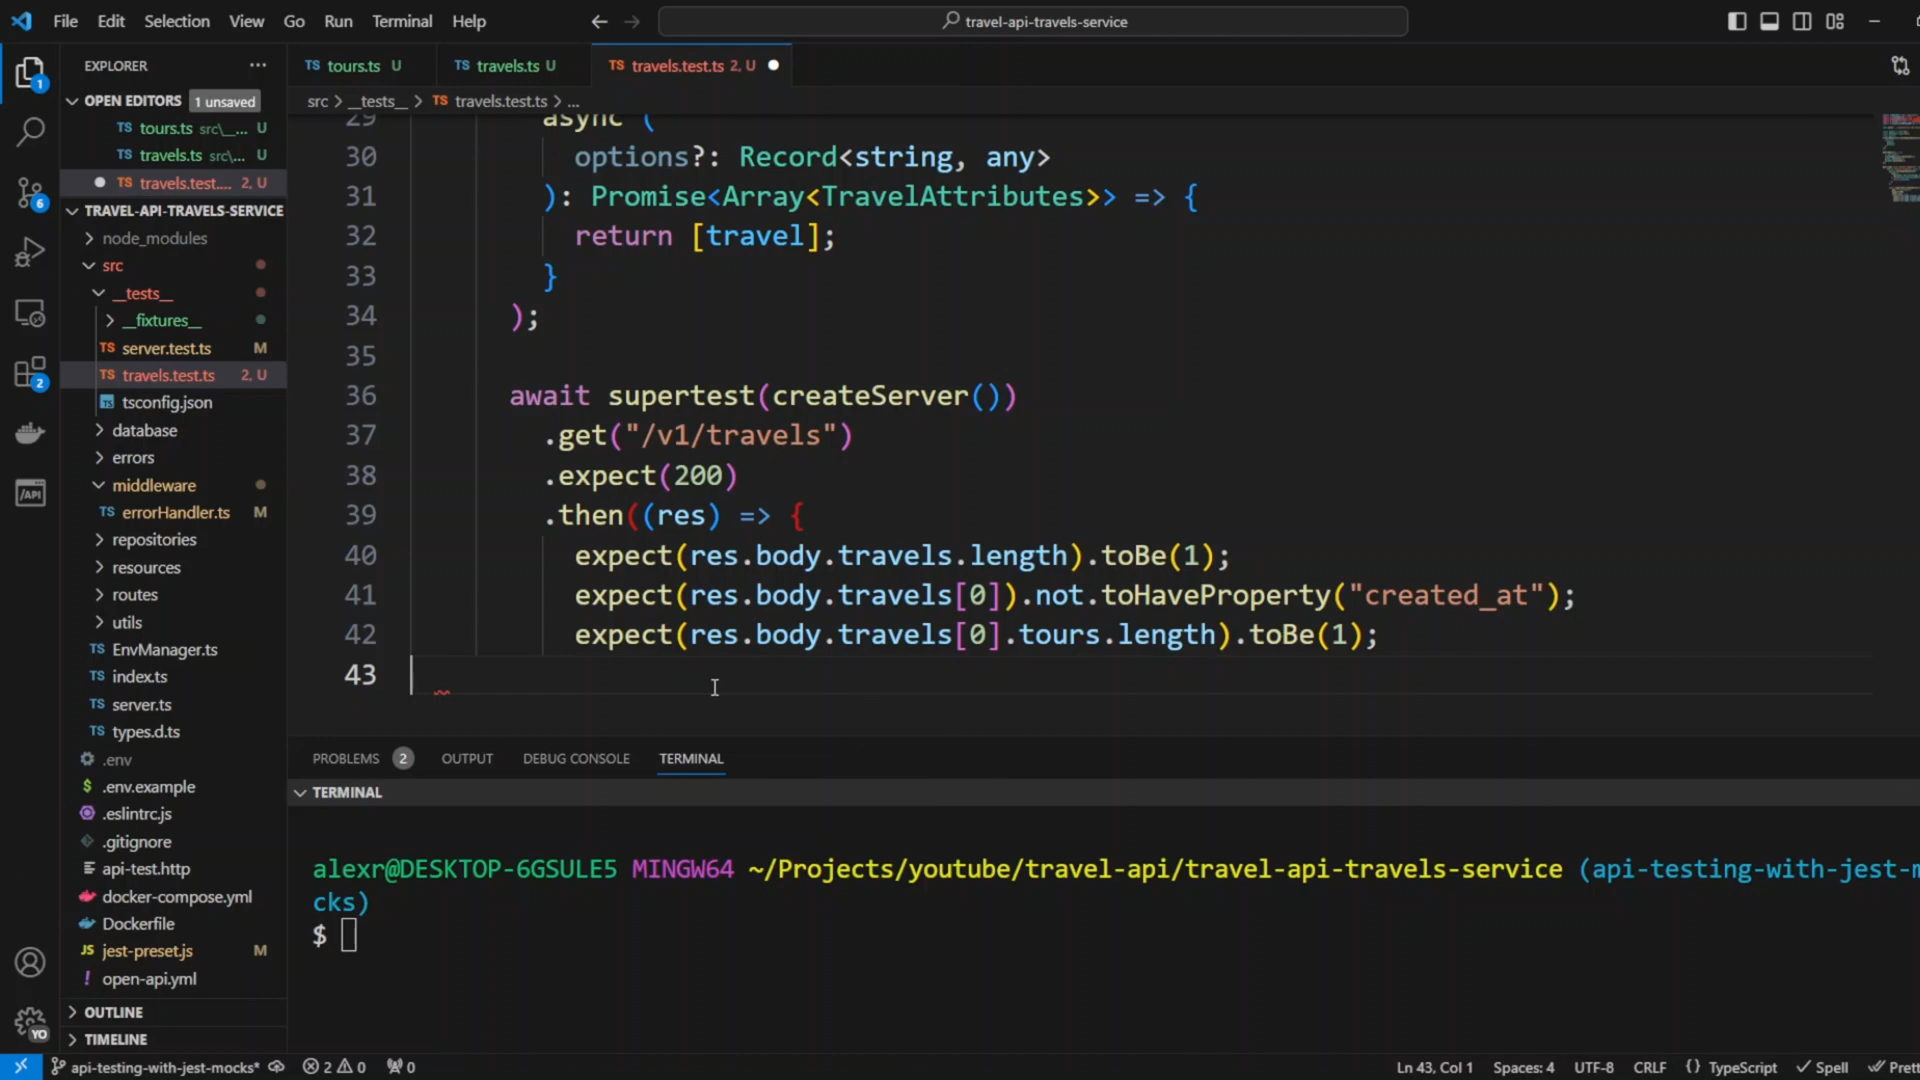 File Edit Selection View Go Run Terminal Help
travel-api-travels-service
EXPLORER
TS tours.ts U
TS travels.ts U
TS travels.test.ts 2, U
OPEN EDITORS 1 unsaved
src > __tests__ > TS travels.test.ts > ...
TS tours.ts src\__... U
TS travels.ts src\... U
TS travels.test.... 2, U
TRAVEL-API-TRAVELS-SERVICE
node_modules
src
__tests__
__fixtures__
TS server.test.ts M
TS travels.test.ts 2, U
TS tsconfig.json
database
errors
middleware
TS errorHandler.ts M
repositories
resources
routes
utils
TS EnvManager.ts
TS index.ts
TS server.ts
TS types.d.ts
.env
$ .env.example
.eslintrc.js
.gitignore
api-test.http
docker-compose.yml
Dockerfile
JS jest-preset.js M
! open-api.yml
OUTLINE
TIMELINE
1
6
2
/API
YO
29 async (
30 options?: Record<string, any>
31 ): Promise<Array<TravelAttributes>> => {
32 return [travel];
33 }
34 );
35
36 await supertest(createServer())
37 .get("/v1/travels")
38 .expect(200)
39 .then((res) => {
40 expect(res.body.travels.length).toBe(1);
41 expect(res.body.travels[0]).not.toHaveProperty("created_at");
42 expect(res.body.travels[0].tours.length).toBe(1);
43
PROBLEMS 2 OUTPUT DEBUG CONSOLE TERMINAL
TERMINAL
alexr@DESKTOP-6GSULE5 MINGW64 ~/Projects/youtube/travel-api/travel-api-travels-service (api-testing-with-jest-m
cks)
$
api-testing-with-jest-mocks* 2 0 0
Ln 43, Col 1 Spaces: 4 UTF-8 CRLF {} TypeScript Spell Prett